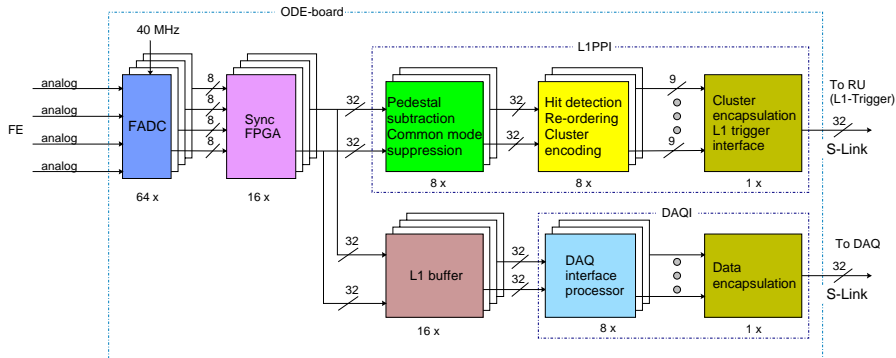 ODE-board
40 MHz
L1PPI
analog
analog
analog
analog
FE
FADC
64 x
8
8
8
8
Sync
FPGA
16 x
32
32
Pedestal
subtraction
Common mode
suppression
8 x
32
32
Hit detection
Re-ordering
Cluster
encoding
8 x
9
9
Cluster
encapsulation
L1 trigger
interface
1 x
To RU
(L1-Trigger)
32
S-Link
DAQI
32
32
L1 buffer
16 x
32
32
DAQ
interface
processor
8 x
Data
encapsulation
1 x
To DAQ
32
S-Link